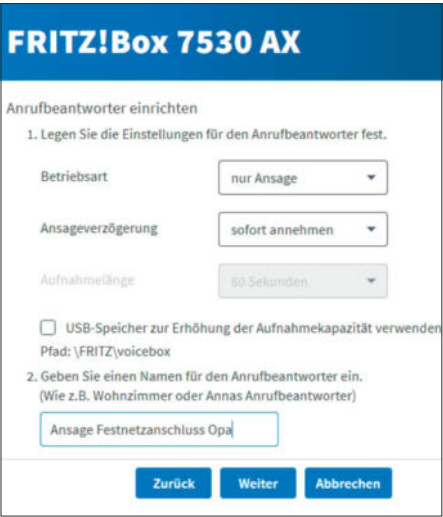 FRITZ!Box 7530 AX
Anrufbeantworter einrichten
1. Legen Sie die Einstellungen für den Anrufbeantworter fest.
Betriebsart nur Ansage
Ansageverzögerung sofort annehmen
Aufnahmelänge 60 Sekunden
USB-Speicher zur Erhöhung der Aufnahmekapazität verwenden
Pfad: \FRITZ\voicebox
2. Geben Sie einen Namen für den Anrufbeantworter ein.
(Wie z.B. Wohnzimmer oder Annas Anrufbeantworter)
Ansage Festnetzanschluss Opa
Zurück Weiter Abbrechen